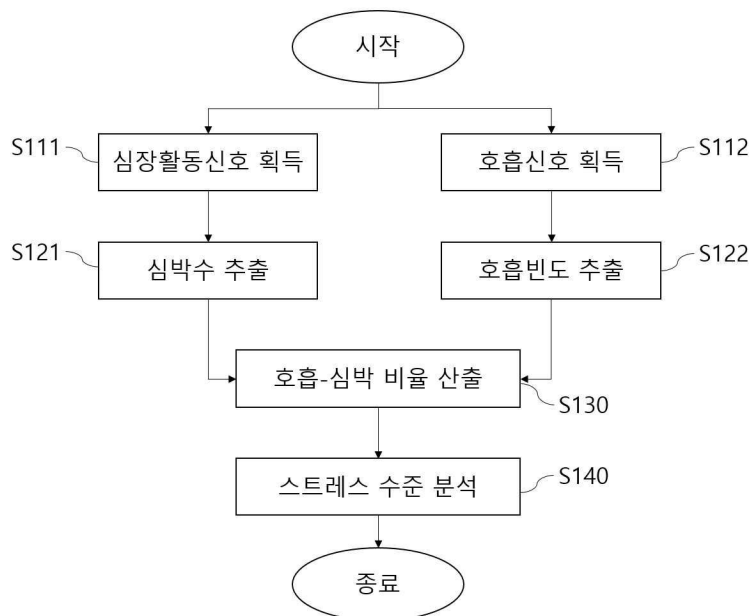 시작
S111
심장활동신호 획득
호흡신호 획득
S112
S121
심박수 추출
호흡빈도 추출
S122
호흡-심박 비율 산출
S130
스트레스 수준 분석
S140
종료